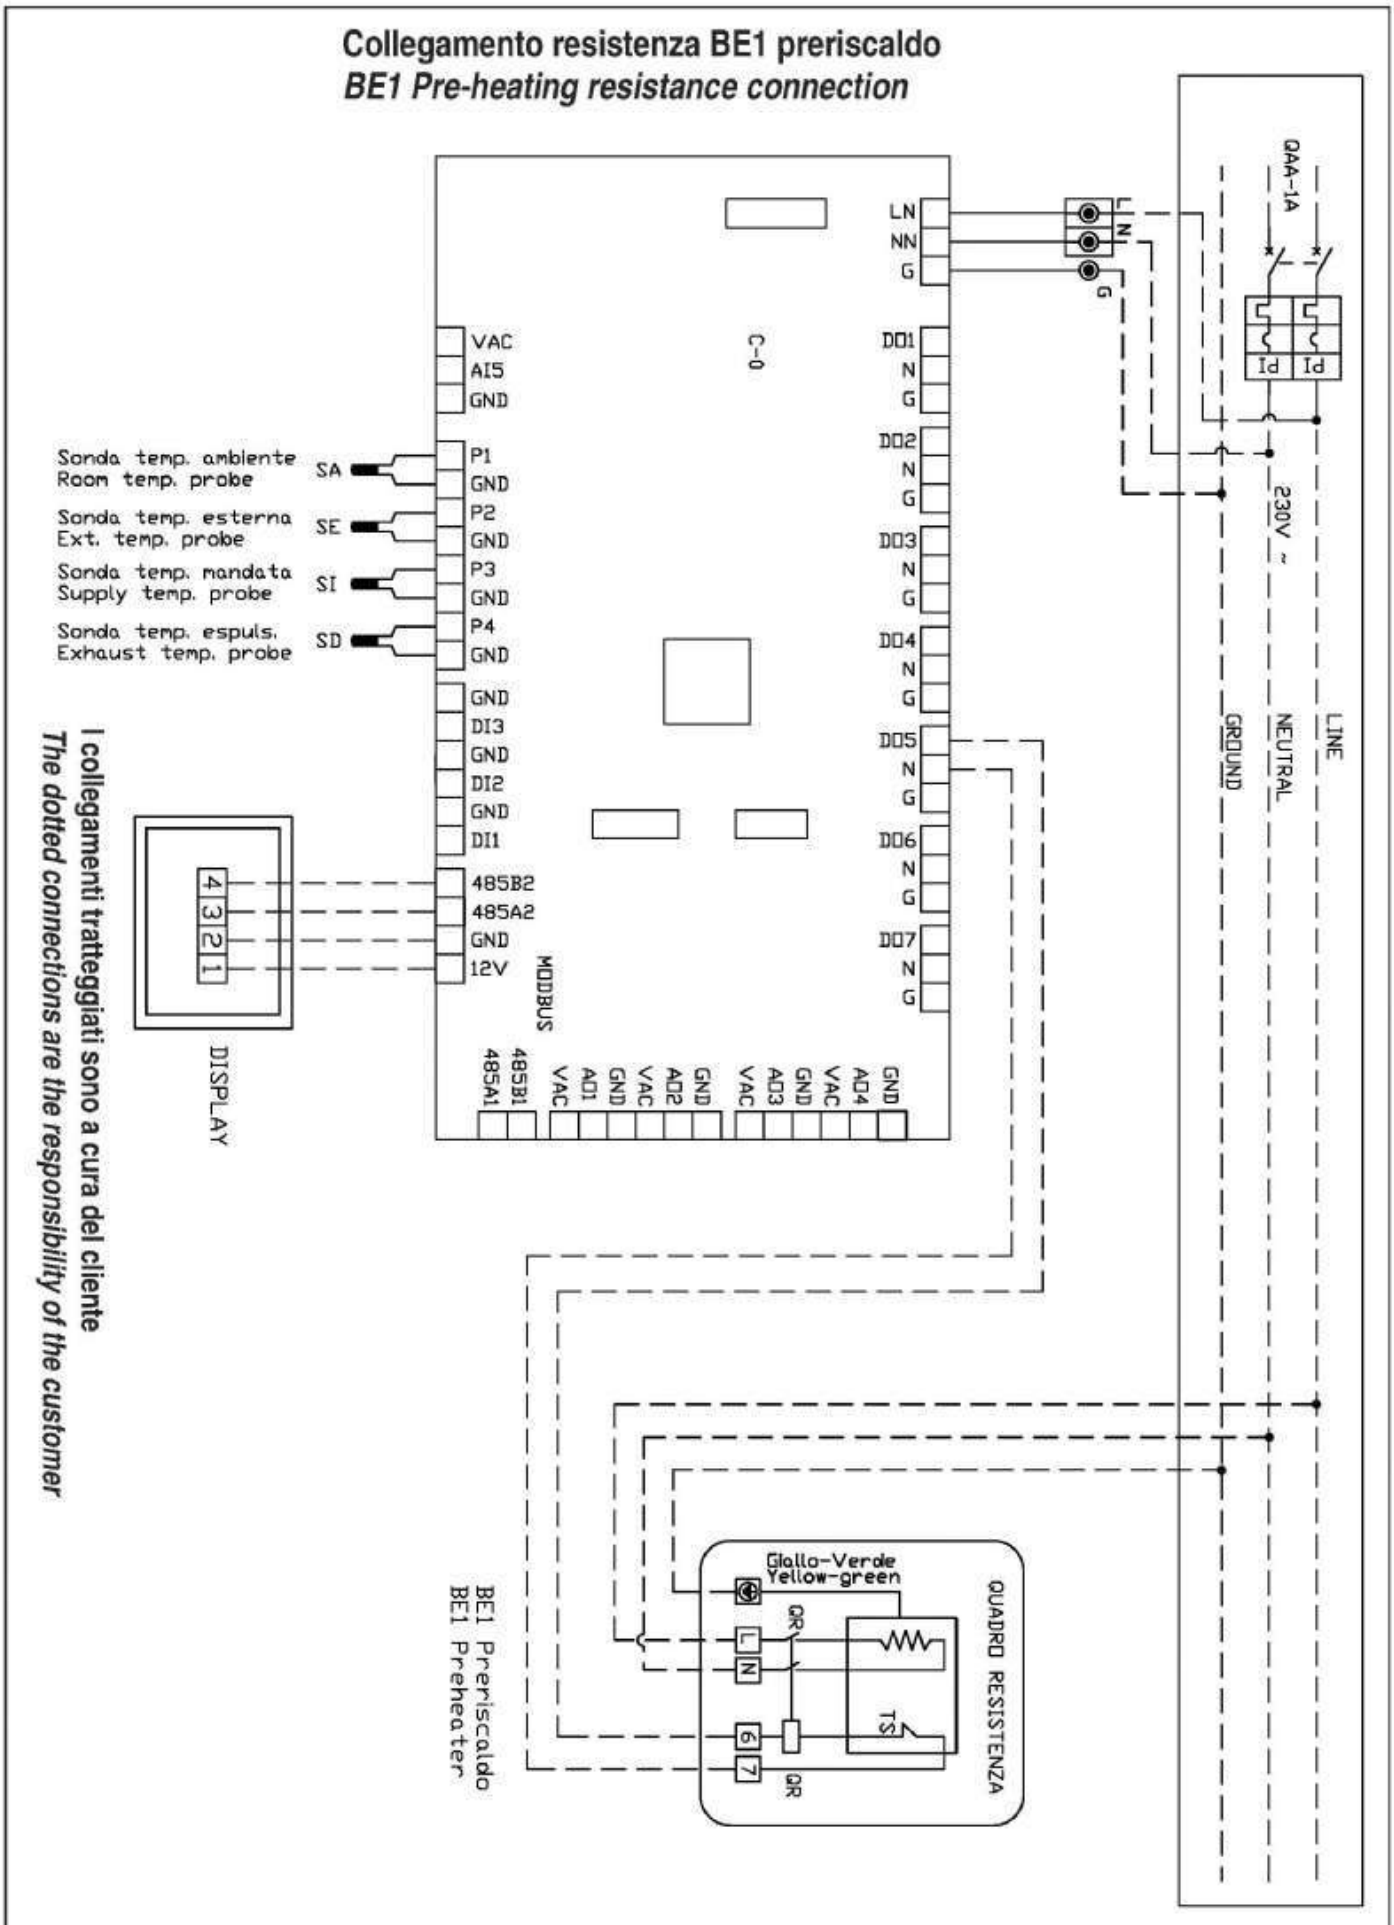 Collegamento resistenza BE1 preriscaldo
BE1 Pre-heating resistance connection
QAA-1A
PI
PI
230V ~
LINE
NEUTRAL
GROUND
L
N
G
LN
NN
G
C-0
DO1
N
G
DO2
N
G
DO3
N
G
DO4
N
G
DO5
N
G
DO6
N
G
DO7
N
G
VAC
AI5
GND
P1
GND
P2
GND
P3
GND
P4
GND
GND
DI3
GND
DI2
GND
DI1
485B2
485A2
GND
12V
MODBUS
485A1
485B1
VAC
AO1
GND
VAC
AO2
GND
VAC
AO3
GND
VAC
AO4
GND
Sonda temp. ambiente
Room temp. probe
SA
Sonda temp. esterna
Ext. temp. probe
SE
Sonda temp. mandata
Supply temp. probe
SI
Sonda temp. espuls.
Exhaust temp. probe
SD
4
3
2
1
DISPLAY
I collegamenti tratteggiati sono a cura del cliente
The dotted connections are the responsibility of the customer
BE1 Preriscaldo
BE1 Preheater
QUADRO RESISTENZA
Giallo-Verde
Yellow-green
QR
L
N
TS
6
7
QR